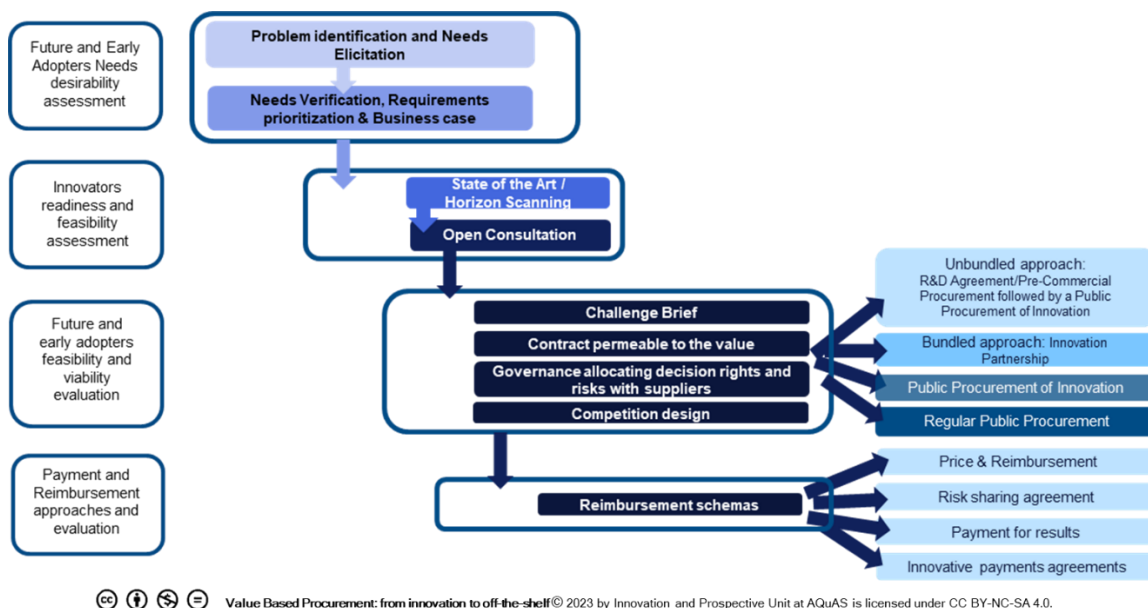 Future and Early
Adopters Needs
desirability
assessment
Problem identification and Needs
Elicitation
Needs Verification, Requirements
prioritization & Business case
Innovators
readiness and
feasibility
assessment
State of the Art /
Horizon Scanning
Open Consultation
Future and
early adopters
feasibility and
viability
evaluation
Challenge Brief
Contract permeable to the value
Governance allocating decision rights and
risks with suppliers
Competition design
Unbundled approach:
R&D Agreement/Pre-Commercial
Procurement followed by a Public
Procurement of Innovation
Bundled approach: Innovation
Partnership
Public Procurement of Innovation
Regular Public Procurement
Payment and
Reimbursement
approaches and
evaluation
Reimbursement schemas
Price & Reimbursement
Risk sharing agreement
Payment for results
Innovative payments agreements
cc Value Based Procurement: from innovation to off-the-shelf © 2023 by Innovation and Prospective Unit at AQuAS is licensed under CC BY-NC-SA 4.0.